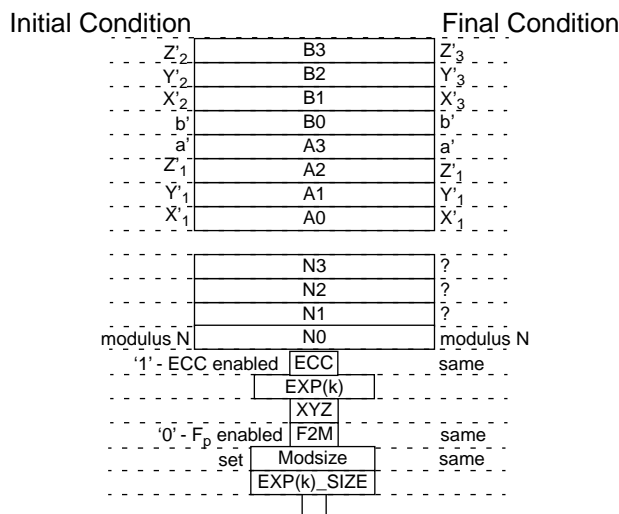 Initial Condition Final Condition
Z'2 B3 Z'3
Y'2 B2 Y'3
X'2 B1 X'3
b' B0 b'
a' A3 a'
Z'1 A2 Z'1
Y'1 A1 Y'1
X'1 A0 X'1
N3 ?
N2 ?
N1 ?
modulus N N0 modulus N
‘1’ - ECC enabled ECC same
EXP(k)
XYZ
‘0’ - Fp enabled F2M same
set Modsize same
EXP(k)_SIZE